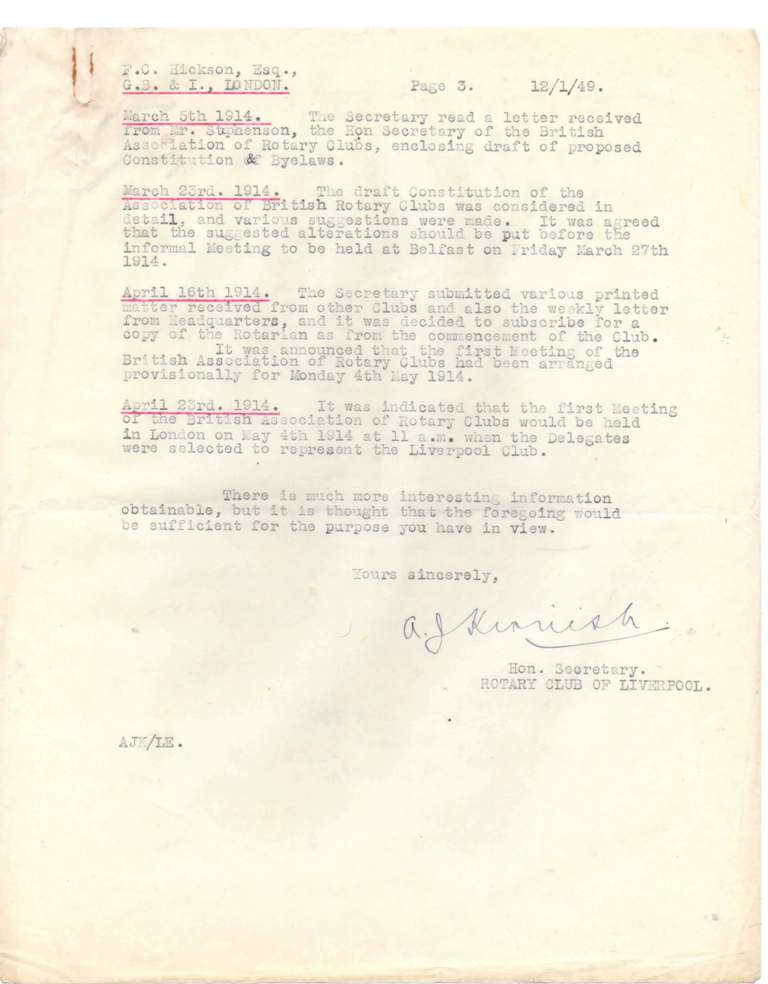 F.C. Hickson, Esq.,
G.B. & I., LONDON. Page 3. 12/1/49.
March 5th 1914. The Secretary read a letter received
from Mr. Stephenson, the Hon Secretary of the British
Association of Rotary Clubs, enclosing draft of proposed
Constitution & Byelaws.
March 23rd. 1914. The draft Constitution of the
Association of British Rotary Clubs was considered in
detail, and various suggestions were made. It was agreed
that the suggested alterations should be put before the
informal Meeting to be held at Belfast on Friday March 27th
1914.
April 16th 1914. The Secretary submitted various printed
matter received from other Clubs and also the weekly letter
from Headquarters, and it was decided to subscribe for a
copy of the Rotarian as from the commencement of the Club.
It was announced that the first Meeting of the
British Association of Rotary Clubs had been arranged
provisionally for Monday 4th May 1914.
April 23rd. 1914. It was indicated that the first Meeting
of the British Association of Rotary Clubs would be held
in London on May 4th 1914 at 11 a.m. when the Delegates
were selected to represent the Liverpool Club.
There is much more interesting information
obtainable, but it is thought that the foregoing would
be sufficient for the purpose you have in view.
Yours sincerely,
A.J Kirnish.
Hon. Secretary.
ROTARY CLUB OF LIVERPOOL.
AJK/LE.